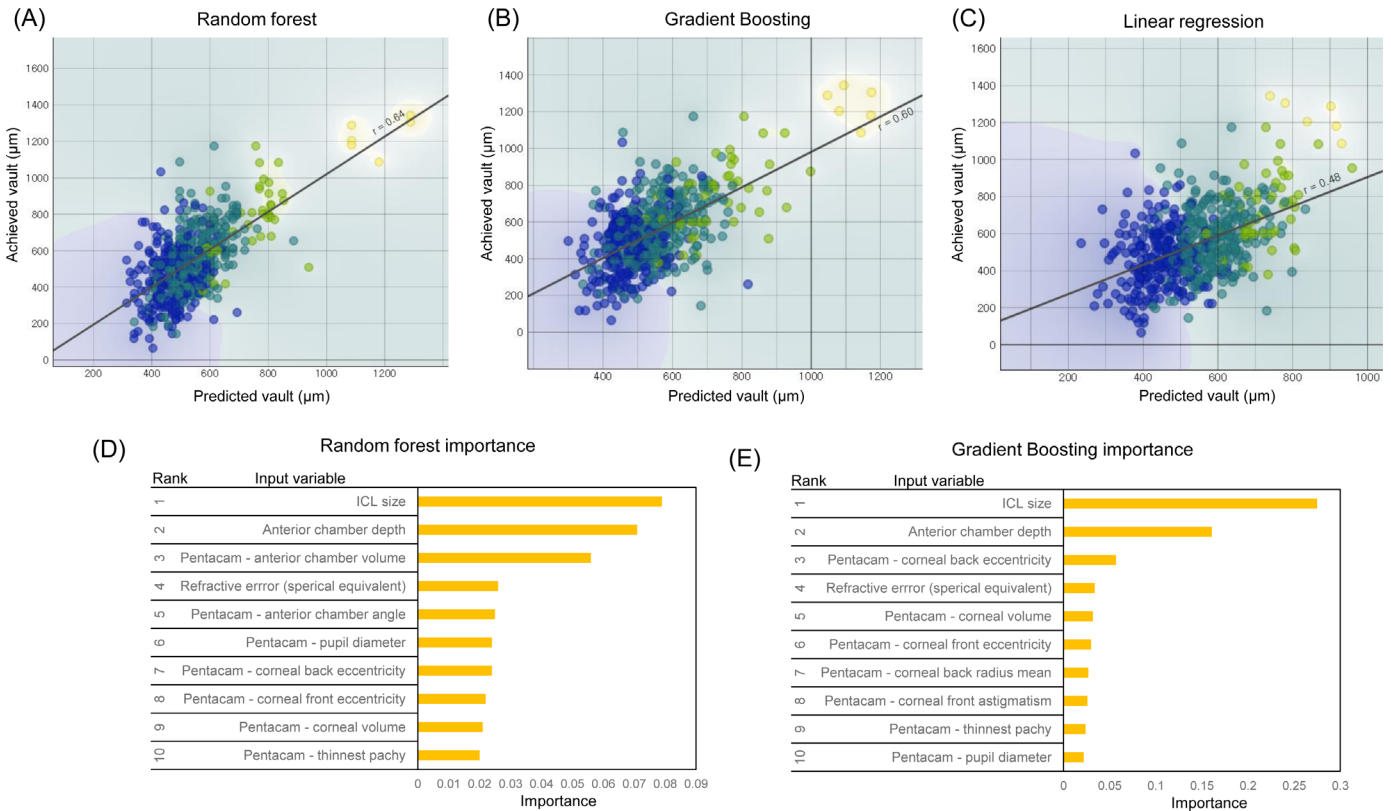 (A)
Random forest
Achieved vault (µm)
1600
1400
1200
1000
800
600
400
200
0
r = 0.64
200
400
600
800
1000
1200
1400
Predicted vault (µm)
(B)
Gradient Boosting
Achieved vault (µm)
1400
1200
1000
800
600
400
200
0
r = 0.60
400
600
800
1000
1200
Predicted vault (µm)
(C)
Linear regression
Achieved vault (µm)
1600
1400
1200
1000
800
600
400
200
0
r = 0.48
200
400
600
800
1000
Predicted vault (µm)
(D)
Random forest importance
Rank Input variable
1 ICL size
2 Anterior chamber depth
3 Pentacam - anterior chamber volume
4 Refractive errror (sperical equivalent)
5 Pentacam - anterior chamber angle
6 Pentacam - pupil diameter
7 Pentacam - corneal back eccentricity
8 Pentacam - corneal front eccentricity
9 Pentacam - corneal volume
10 Pentacam - thinnest pachy
0 0.01 0.02 0.03 0.04 0.05 0.06 0.07 0.08 0.09
Importance
(E)
Gradient Boosting importance
Rank Input variable
1 ICL size
2 Anterior chamber depth
3 Pentacam - corneal back eccentricity
4 Refractive errror (sperical equivalent)
5 Pentacam - corneal volume
6 Pentacam - corneal front eccentricity
7 Pentacam - corneal back radius mean
8 Pentacam - corneal front astigmatism
9 Pentacam - thinnest pachy
10 Pentacam - pupil diameter
0 0.05 0.1 0.15 0.2 0.25 0.3
Importance